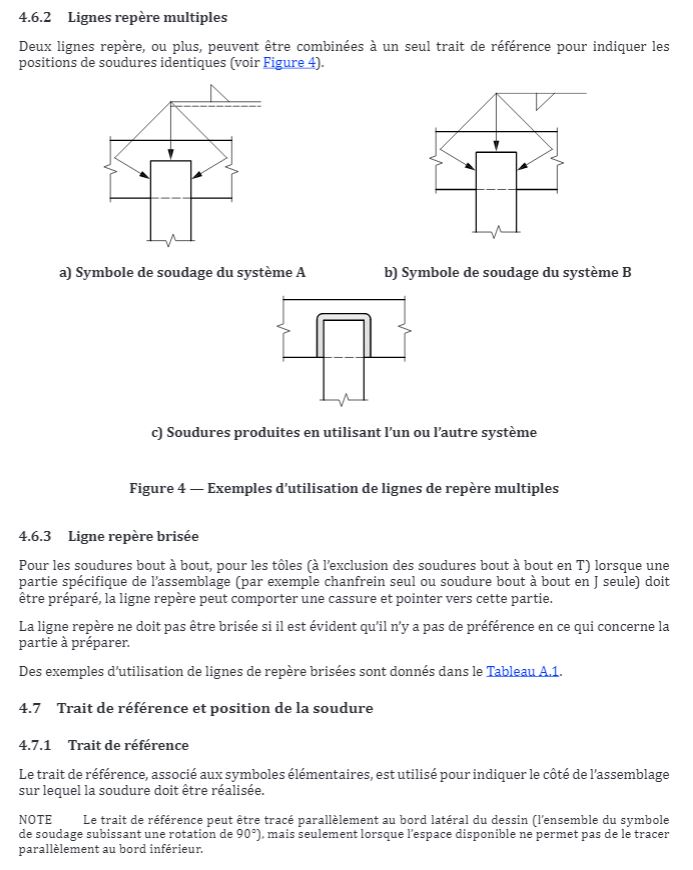 4.6.2 Lignes repère multiples
Deux lignes repère, ou plus, peuvent être combinées à un seul trait de référence pour indiquer les
positions de soudures identiques (voir Figure 4).
a) Symbole de soudage du système A
b) Symbole de soudage du système B
c) Soudures produites en utilisant l’un ou l’autre système
Figure 4 — Exemples d’utilisation de lignes de repère multiples
4.6.3 Ligne repère brisée
Pour les soudures bout à bout, pour les tôles (à l’exclusion des soudures bout à bout en T) lorsque une
partie spécifique de l’assemblage (par exemple chanfrein seul ou soudure bout à bout en J seule) doit
être préparé, la ligne repère peut comporter une cassure et pointer vers cette partie.
La ligne repère ne doit pas être brisée si il est évident qu’il n’y a pas de préférence en ce qui concerne la
partie à préparer.
Des exemples d’utilisation de lignes de repère brisées sont donnés dans le Tableau A.1.
4.7 Trait de référence et position de la soudure
4.7.1 Trait de référence
Le trait de référence, associé aux symboles élémentaires, est utilisé pour indiquer le côté de l’assemblage
sur lequel la soudure doit être réalisée.
NOTE Le trait de référence peut être tracé parallèlement au bord latéral du dessin (l’ensemble du symbole
de soudage subissant une rotation de 90°), mais seulement lorsque l’espace disponible ne permet pas de le tracer
parallèlement au bord inférieur.